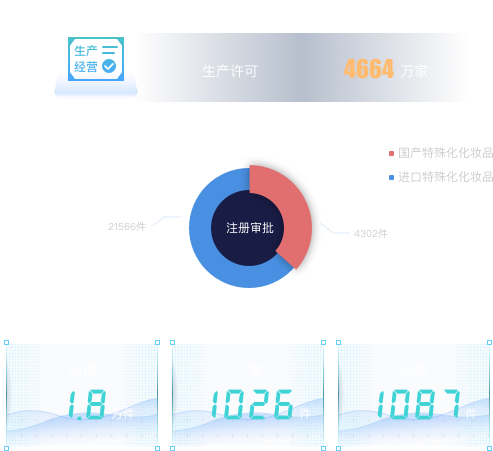 生产
经营
生产许可
4664 万家
国产特殊化化妆品
进口特殊化化妆品
21566件
注册审批
4302件
1.8 万件
1026 件
1087 件